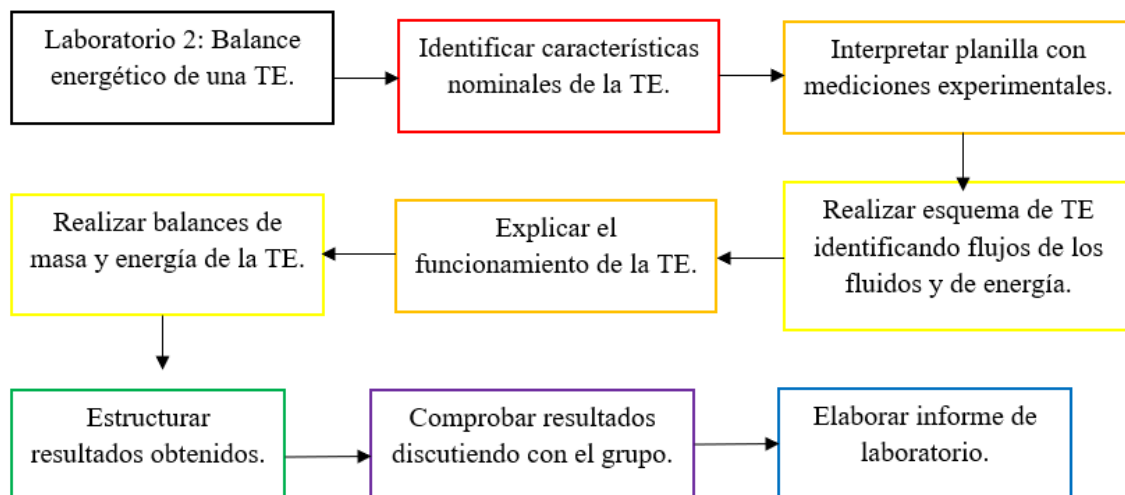 Laboratorio 2: Balance
energético de una TE.
Identificar características
nominales de la TE.
Interpretar planilla con
mediciones experimentales.
Realizar esquema de TE
identificando flujos de los
fluidos y de energía.
Explicar el
funcionamiento de la TE.
Realizar balances de
masa y energía de la TE.
Estructurar
resultados obtenidos.
Comprobar resultados
discutiendo con el grupo.
Elaborar informe de
laboratorio.